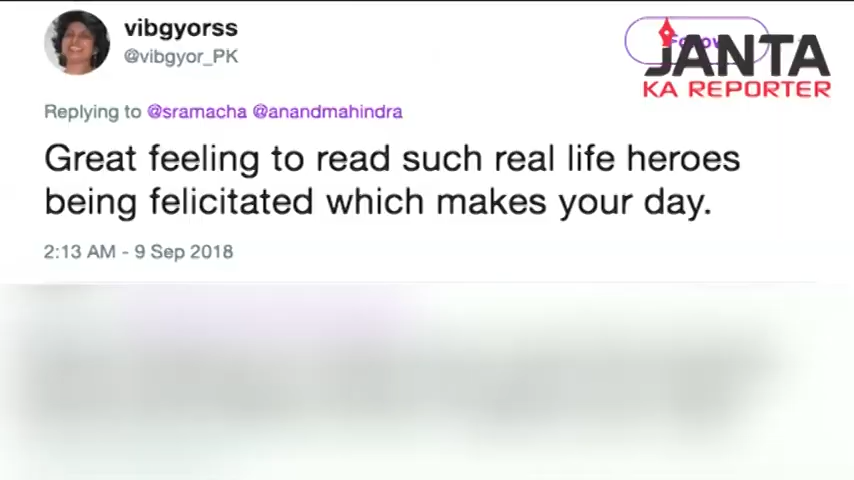 vibgyorss
@vibgyor_PK
JANTA
KA REPORTER
Replying to @sramacha @anandmahindra
Great feeling to read such real life heroes
being felicitated which makes your day.
2:13 AM - 9 Sep 2018